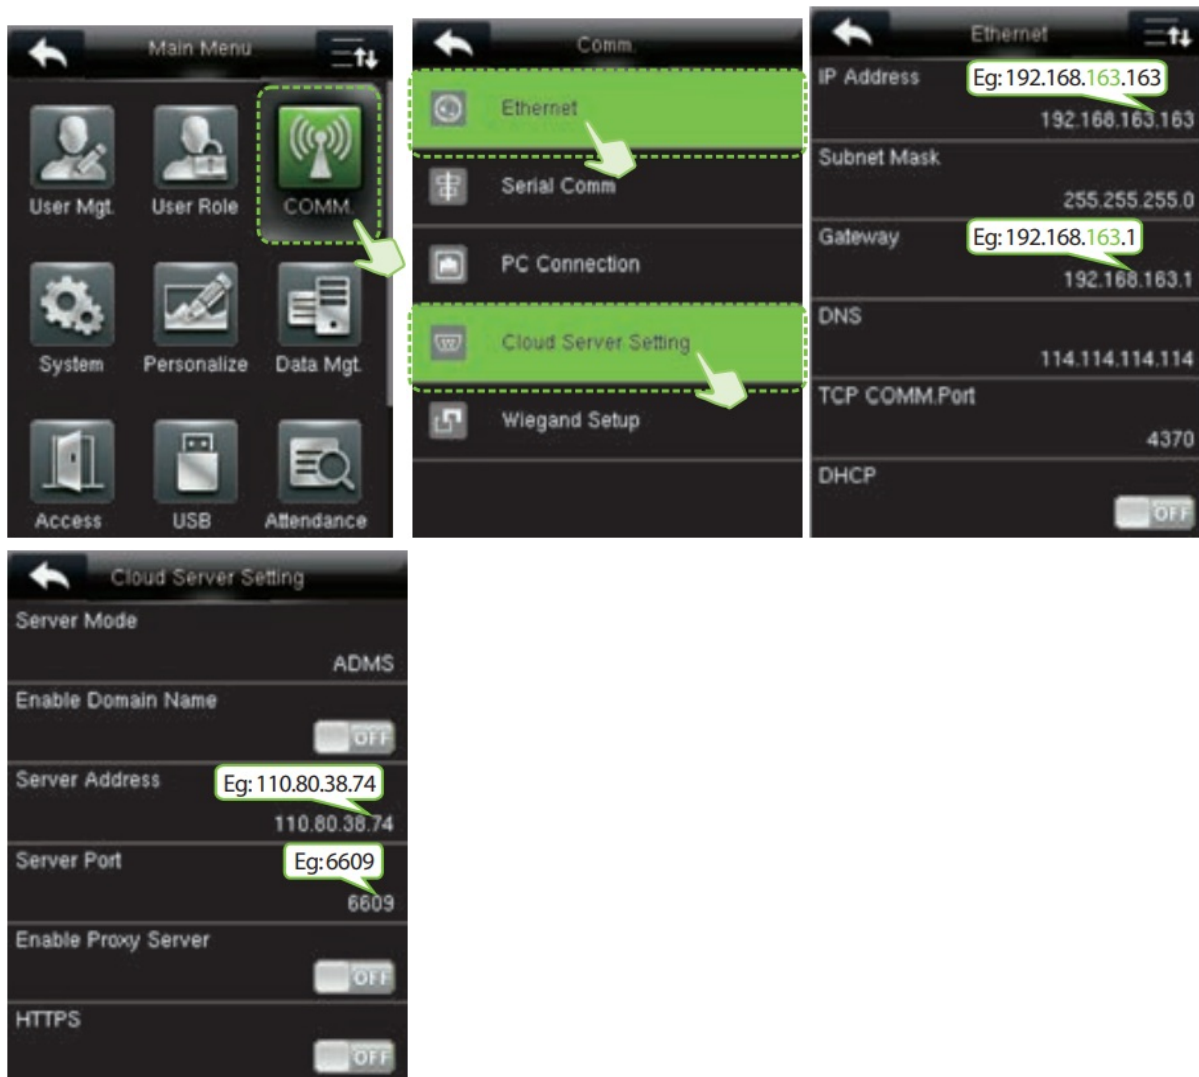 Main Menu
User Mgt.
User Role
COMM.
System
Personalize
Data Mgt.
Access
USB
Attendance
Comm.
Ethernet
Serial Comm
PC Connection
Cloud Server Setting
Wiegand Setup
Ethernet
IP Address
Eg: 192.168.163.163
192.168.163.163
Subnet Mask
255.255.255.0
Gateway
Eg: 192.168.163.1
192.168.163.1
DNS
114.114.114.114
TCP COMM.Port
4370
DHCP
OFF
Cloud Server Setting
Server Mode
ADMS
Enable Domain Name
OFF
Server Address
Eg: 110.80.38.74
110.80.38.74
Server Port
Eg: 6609
6609
Enable Proxy Server
OFF
HTTPS
OFF